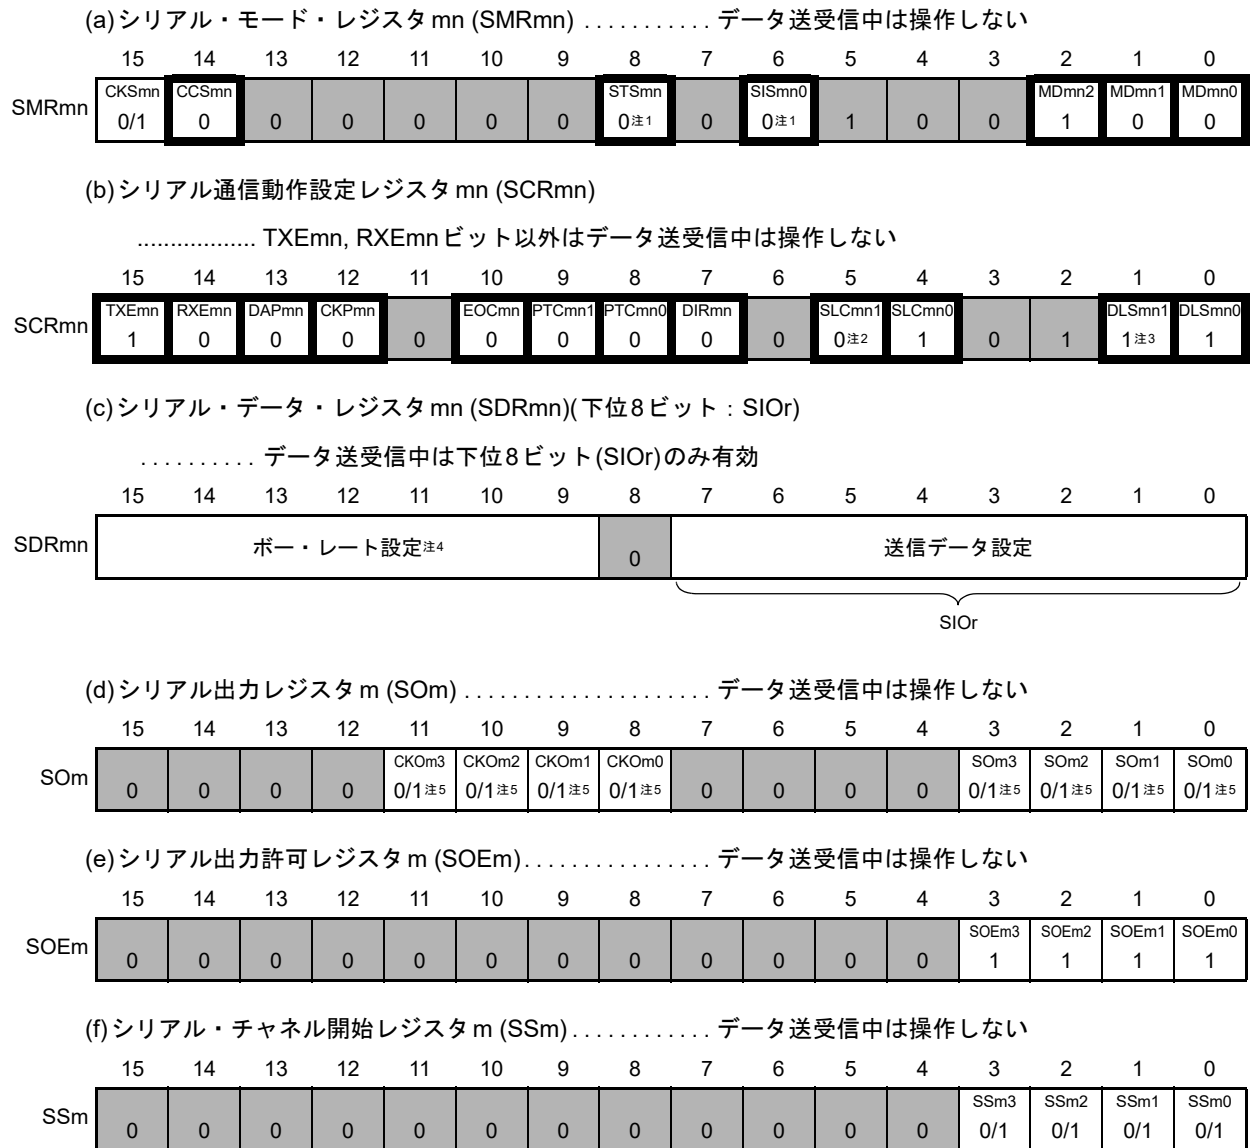 (a)シリアル・モード・レジスタmn (SMRmn) ........... データ送受信中は操作しない
15 14 13 12 11 10 9 8 7 6 5 4 3 2 1 0
CKSmn CCSmn STSmn SISmn0 MDmn2 MDmn1 MDmn0
SMRmn 0/1 0 0 0 0 0 0 0注1 0 0注1 1 0 0 1 0 0
(b)シリアル通信動作設定レジスタmn (SCRmn)
.................. TXEmn, RXEmnビット以外はデータ送受信中は操作しない
15 14 13 12 11 10 9 8 7 6 5 4 3 2 1 0
TXEmn RXEmn DAPmn CKPmn EOCmn PTCmn1 PTCmn0 DIRmn SLCmn1 SLCmn0 DLSmn1 DLSmn0
SCRmn 1 0 0 0 0 0 0 0 0 0 0注2 1 0 1 1注3 1
(c)シリアル・データ・レジスタmn (SDRmn)(下位8ビット：SIOr)
.......... データ送受信中は下位8ビット(SIOr)のみ有効
15 14 13 12 11 10 9 8 7 6 5 4 3 2 1 0
SDRmn ボー・レート設定注4 0 送信データ設定
SIOr
(d)シリアル出力レジスタm (SOm) ..................... データ送受信中は操作しない
15 14 13 12 11 10 9 8 7 6 5 4 3 2 1 0
CKOm3 CKOm2 CKOm1 CKOm0 SOm3 SOm2 SOm1 SOm0
SOm 0 0 0 0 0/1注5 0/1注5 0/1注5 0/1注5 0 0 0 0 0/1注5 0/1注5 0/1注5 0/1注5
(e)シリアル出力許可レジスタm (SOEm)................ データ送受信中は操作しない
15 14 13 12 11 10 9 8 7 6 5 4 3 2 1 0
SOEm3 SOEm2 SOEm1 SOEm0
SOEm 0 0 0 0 0 0 0 0 0 0 0 0 1 1 1 1
(f)シリアル・チャネル開始レジスタm (SSm)............ データ送受信中は操作しない
15 14 13 12 11 10 9 8 7 6 5 4 3 2 1 0
SSm3 SSm2 SSm1 SSm0
SSm 0 0 0 0 0 0 0 0 0 0 0 0 0/1 0/1 0/1 0/1